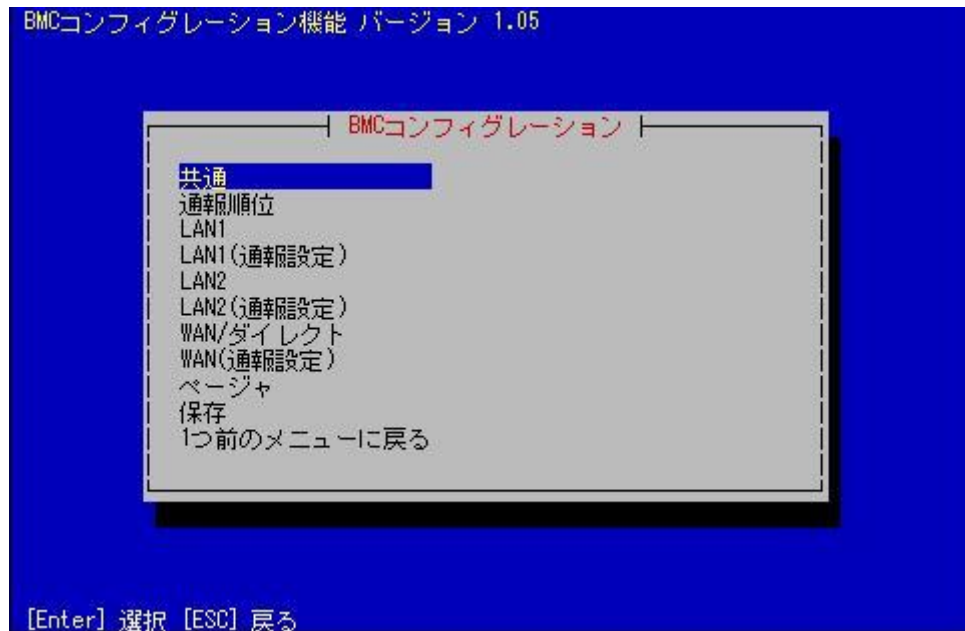 BMCコンフィグレーション機能 バージョン 1.05
BMCコンフィグレーション
共通
通報順位
LAN1
LAN1(通報設定)
LAN2
LAN2(通報設定)
WAN/ダイレクト
WAN(通報設定)
ページャ
保存
1つ前のメニューに戻る
[Enter] 選択 [ESC] 戻る